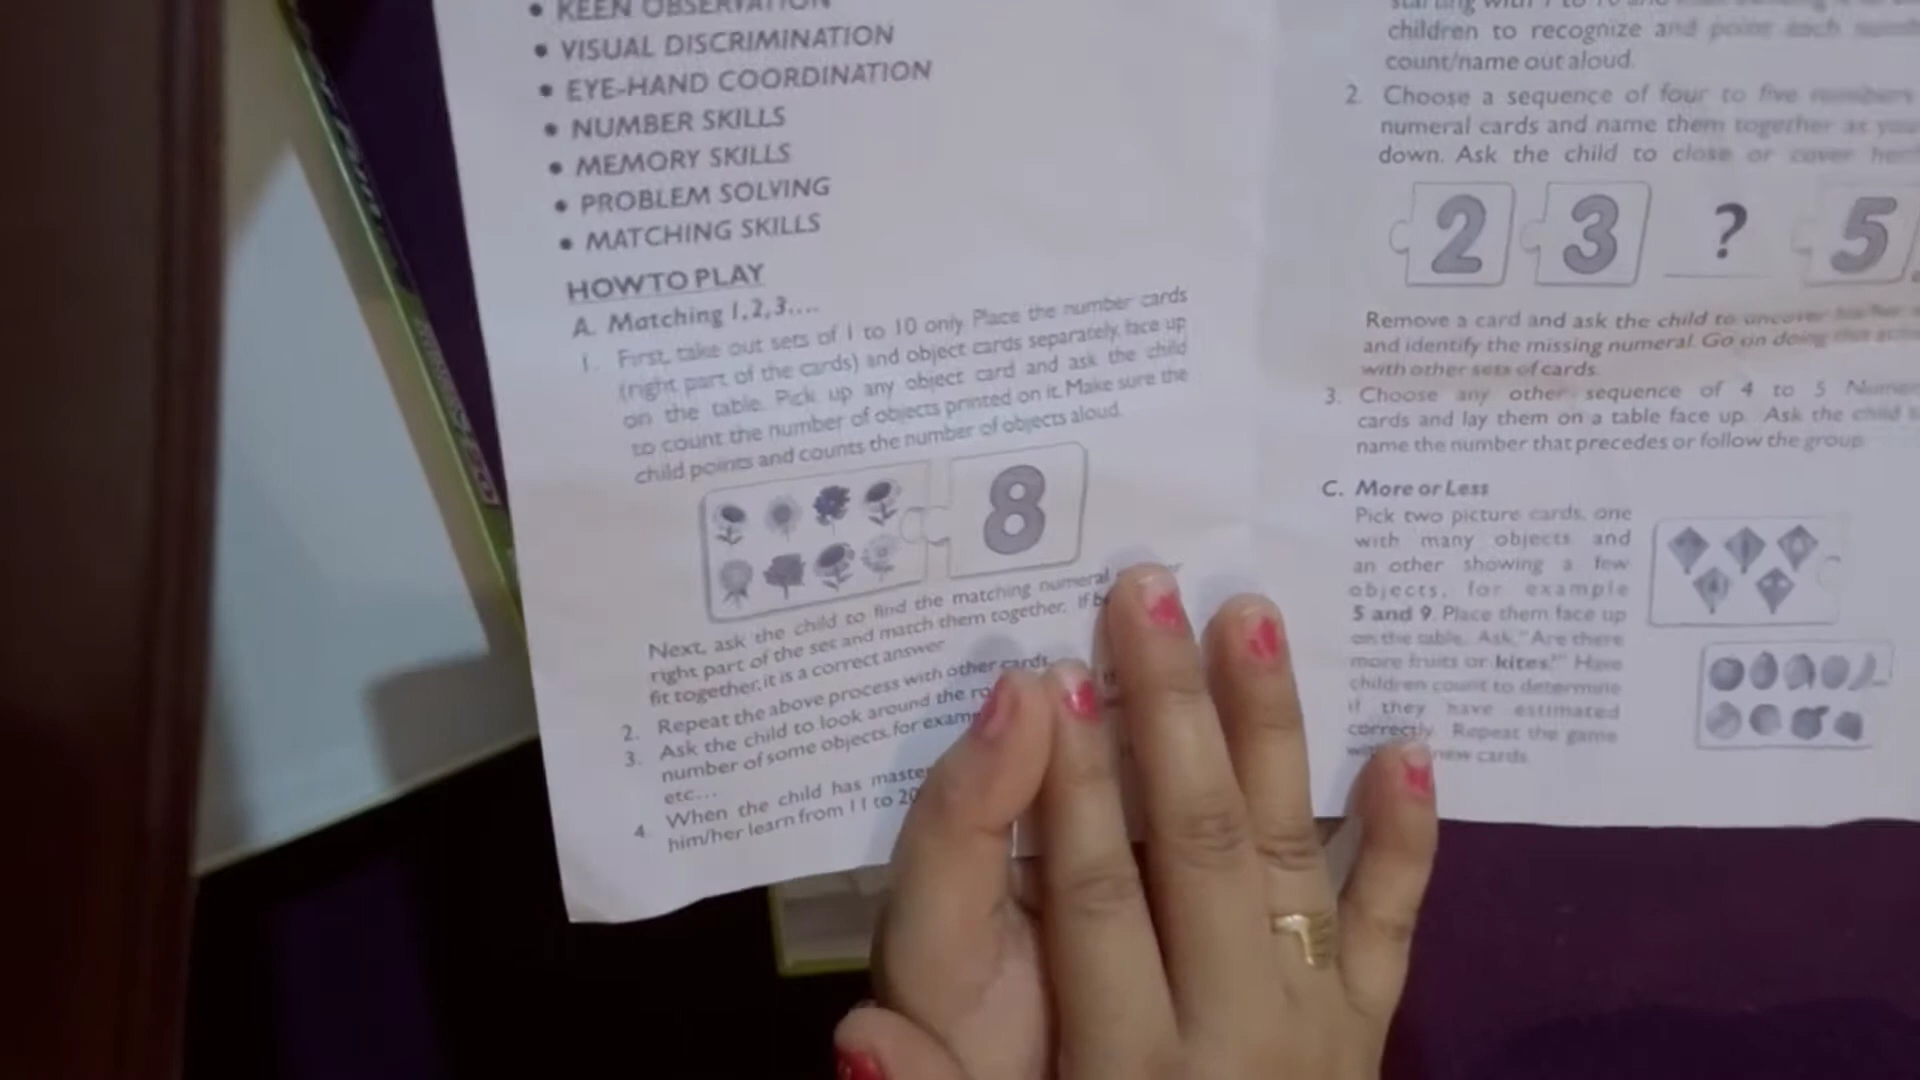 • KEEN OBSERVATION
• VISUAL DISCRIMINATION
• EYE-HAND COORDINATION
• NUMBER SKILLS
• MEMORY SKILLS
• PROBLEM SOLVING
• MATCHING SKILLS
HOW TO PLAY
A. Matching 1,2,3....
1. First, take out sets of 1 to 10 only. Place the number cards
(right part of the cards) and object cards separately, face up
on the table. Pick up any object card and ask the child
to count the number of objects printed on it. Make sure the
child points and counts the number of objects aloud.
8
Next, ask the child to find the matching numeral
right part of the set and match them together. If
fit together, it is a correct answer
2. Repeat the above process with other cards.
3. Ask the child to look around the
number of some objects, for
etc...
4. When the child has
him/her learn from 11 to 20
children to recognize and point each
count/name out aloud.
2. Choose a sequence of four to five numbers
numeral cards and name them together as you
down. Ask the child to close or cover
2 3 ? 5
Remove a card and ask the child to uncover
and identify the missing numeral. Go on doing this
with other sets of cards.
3. Choose any other sequence of 4 to 5
cards and lay them on a table face up. Ask the child
name the number that precedes or follow the group.
C. More or Less
Pick two picture cards, one
with many objects and
an other showing a few
objects, for example
5 and 9. Place them face up
on the table. Ask, "Are there
more fruits or kites?" Have
children count to determine
if they have estimated
correctly. Repeat the game
new cards.